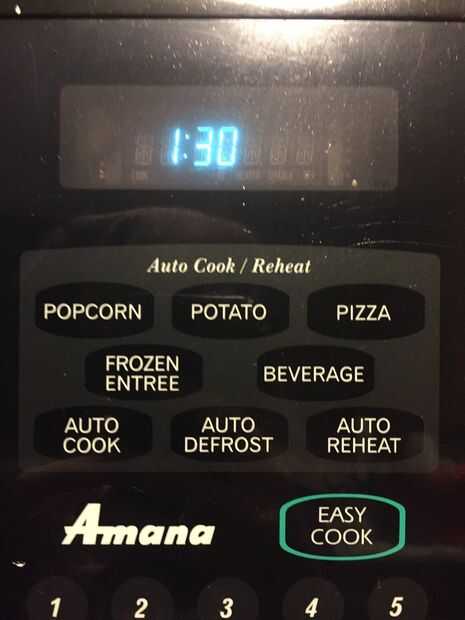 1:30
Auto Cook / Reheat
POPCORN POTATO PIZZA
FROZEN
ENTREE
BEVERAGE
AUTO
COOK
AUTO
DEFROST
AUTO
REHEAT
Amana
EASY
COOK
1 2 3 4 5